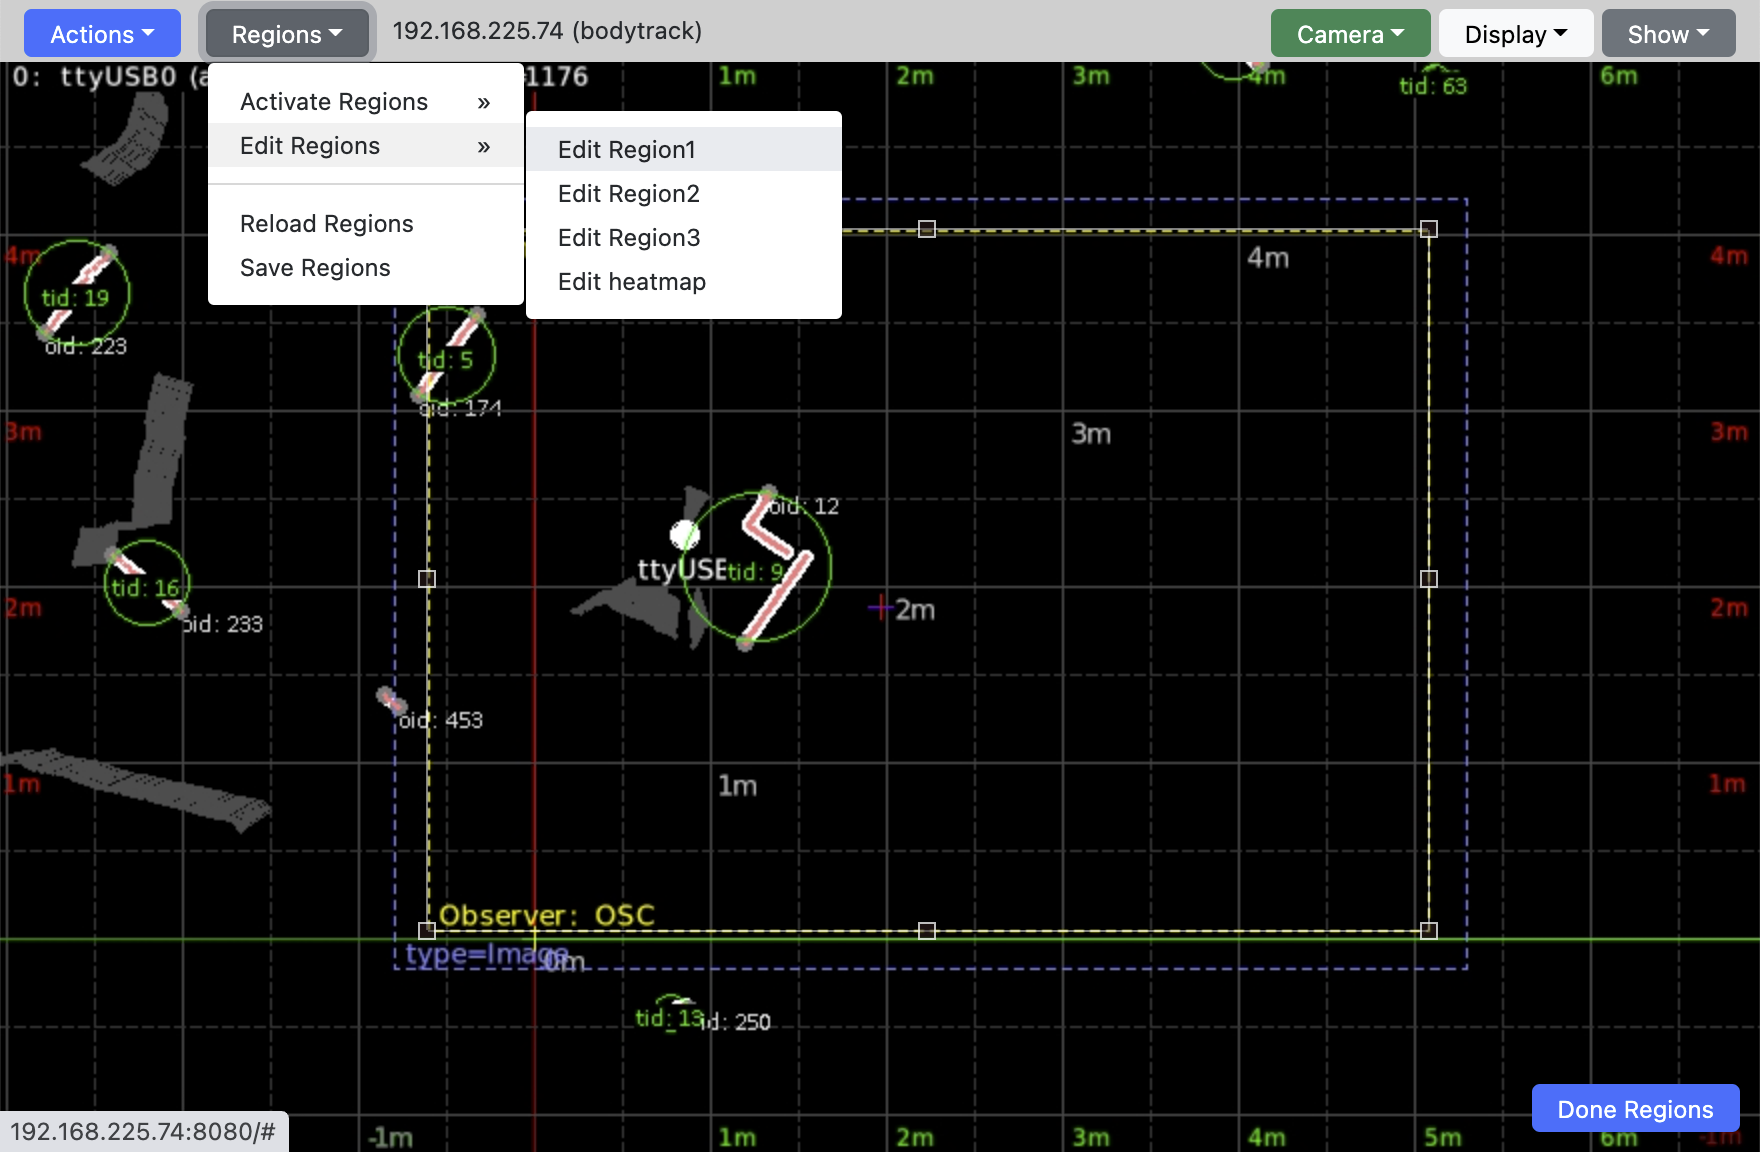 Actions Regions 192.168.225.74 (bodytrack) Camera Display Show
0: ttyUSB0 (a 1176 1m 2m 3m 4m 6m
tid: 63
Activate Regions »
Edit Regions »
Reload Regions
Save Regions
Edit Region1
Edit Region2
Edit Region3
Edit heatmap
4m 4m 4m
tid: 19
oid: 223
tid: 5
oid: 174
3m 3m 3m
oid: 12
ttyUSB tid: 9
tid: 16
2m 2m 2m
oid: 233
oid: 453
1m 1m 1m
Observer: OSC
type=Image
0m
tid: 13 id: 250
Done Regions
192.168.225.74:8080/#
-1m 1m 2m 3m 4m 5m 6m -1m